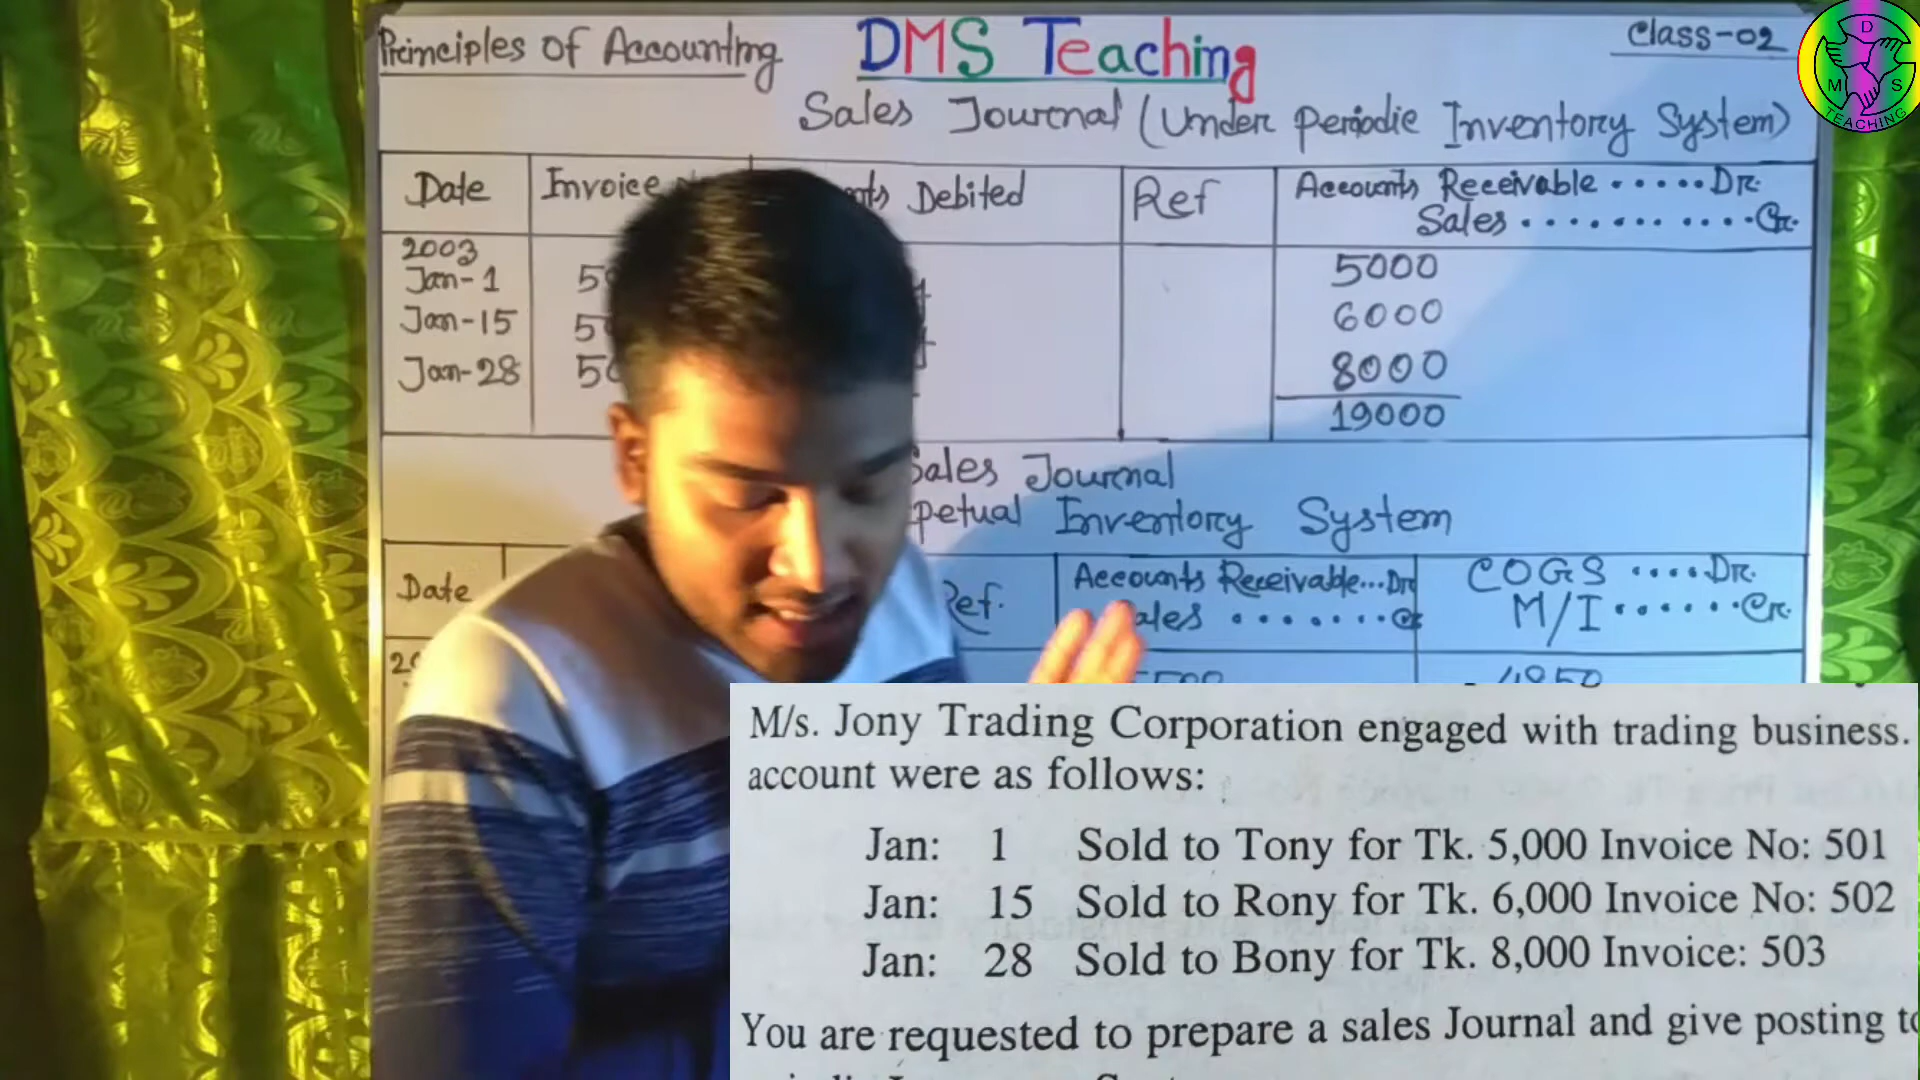 Principles of Accounting
DMS Teaching
Class-02
D
M S
TEACHING
Sales Journal (Under Periodie Inventory System)
Date Invoice Debited Ref Accounts Receivable ..... Dr.
Sales ........... Cr.
2003
Jan-1 5000
Jan-15 6000
Jan-28 8000
19000
Sales Journal
Inventory System
Date Ref. Accounts Receivable... Dr COGS .... Dr.
Sales ....... Cr M/I ...... Cr.
M/s. Jony Trading Corporation engaged with trading business.
account were as follows:
Jan: 1 Sold to Tony for Tk. 5,000 Invoice No: 501
Jan: 15 Sold to Rony for Tk. 6,000 Invoice No: 502
Jan: 28 Sold to Bony for Tk. 8,000 Invoice: 503
You are requested to prepare a sales Journal and give posting to